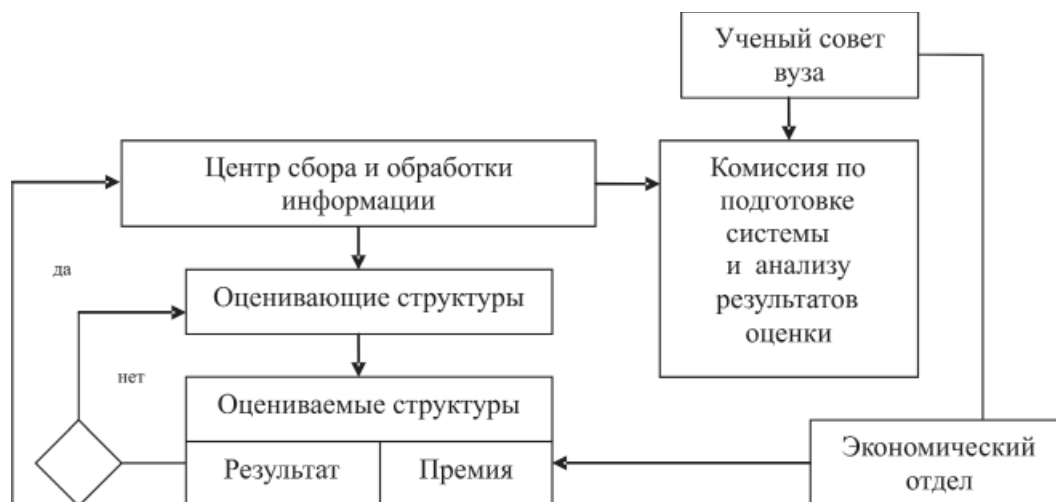 Ученый совет
вуза
Центр сбора и обработки
информации
Комиссия по
подготовке
системы
и анализу
результатов
оценки
да
Оценивающие структуры
нет
Оцениваемые структуры
Результат
Премия
Экономический
отдел